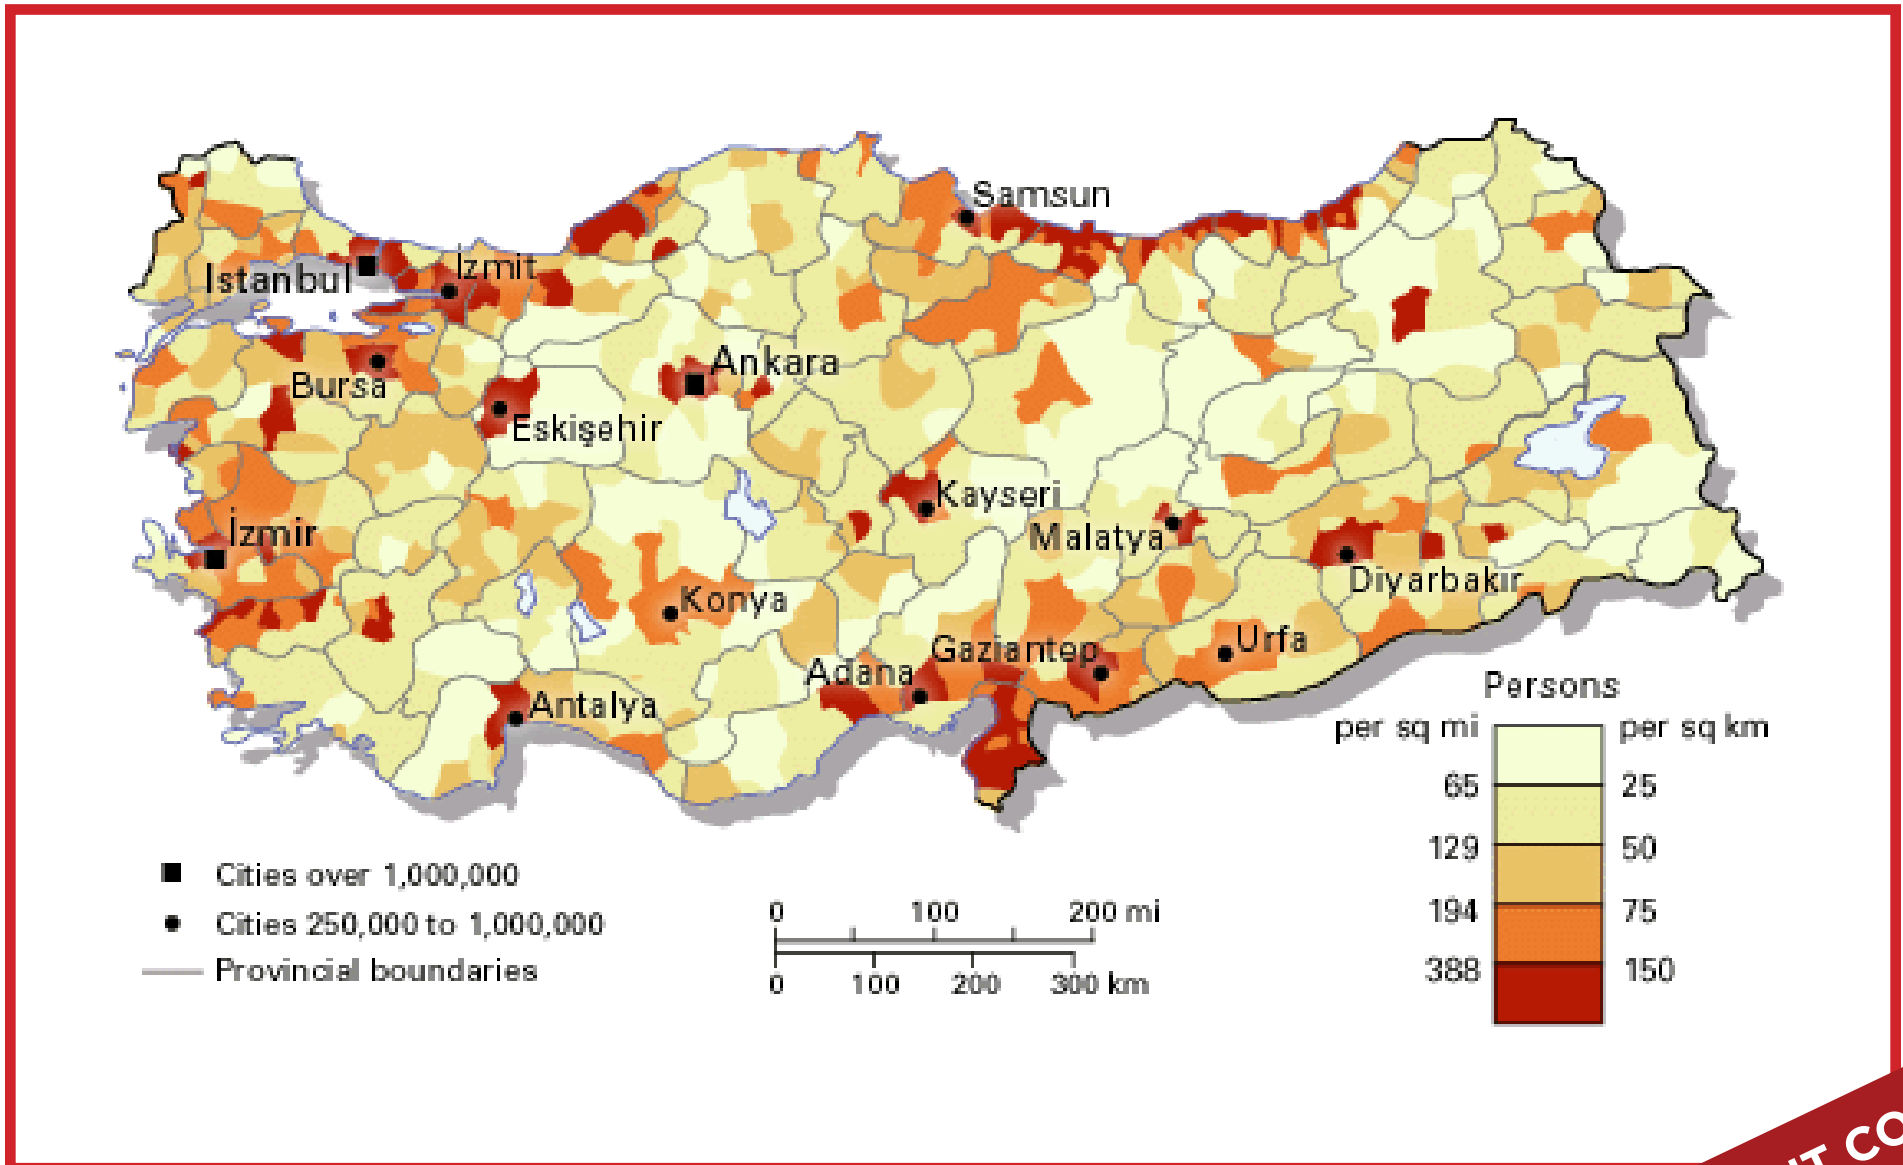 Samsun
Istanbul
İzmit
Ankara
Bursa
Eskişehir
Kayseri
İzmir
Malatya
Diyarbakır
Konya
Gaziantep
Urfa
Adana
Antalya
Persons
per sq mi per sq km
65 25
129 50
194 75
388 150
Cities over 1,000,000
Cities 250,000 to 1,000,000
Provincial boundaries
0 100 200 mi
0 100 200 300 km